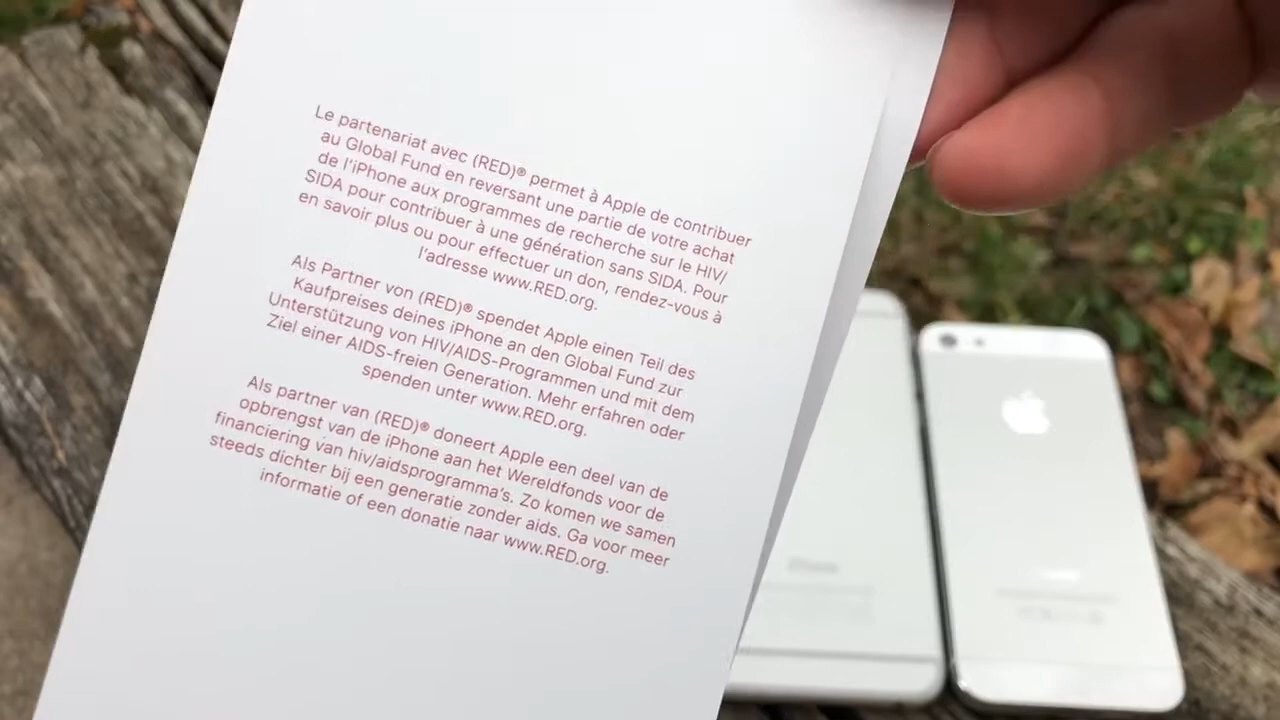 Le partenariat avec (RED)® permet à Apple de contribuer
au Global Fund en reversant une partie de votre achat
de l'iPhone aux programmes de recherche sur le HIV/
SIDA pour contribuer à une génération sans SIDA. Pour
en savoir plus ou pour effectuer un don, rendez-vous à
l'adresse www.RED.org.
Als Partner von (RED)® spendet Apple einen Teil des
Kaufpreises deines iPhone an den Global Fund zur
Unterstützung von HIV/AIDS-Programmen und mit dem
Ziel einer AIDS-freien Generation. Mehr erfahren oder
spenden unter www.RED.org.
Als partner van (RED)® doneert Apple een deel van de
opbrengst van de iPhone aan het Wereldfonds voor de
financiering van hiv/aidsprogramma's. Zo komen we samen
steeds dichter bij een generatie zonder aids. Ga voor meer
informatie of een donatie naar www.RED.org.